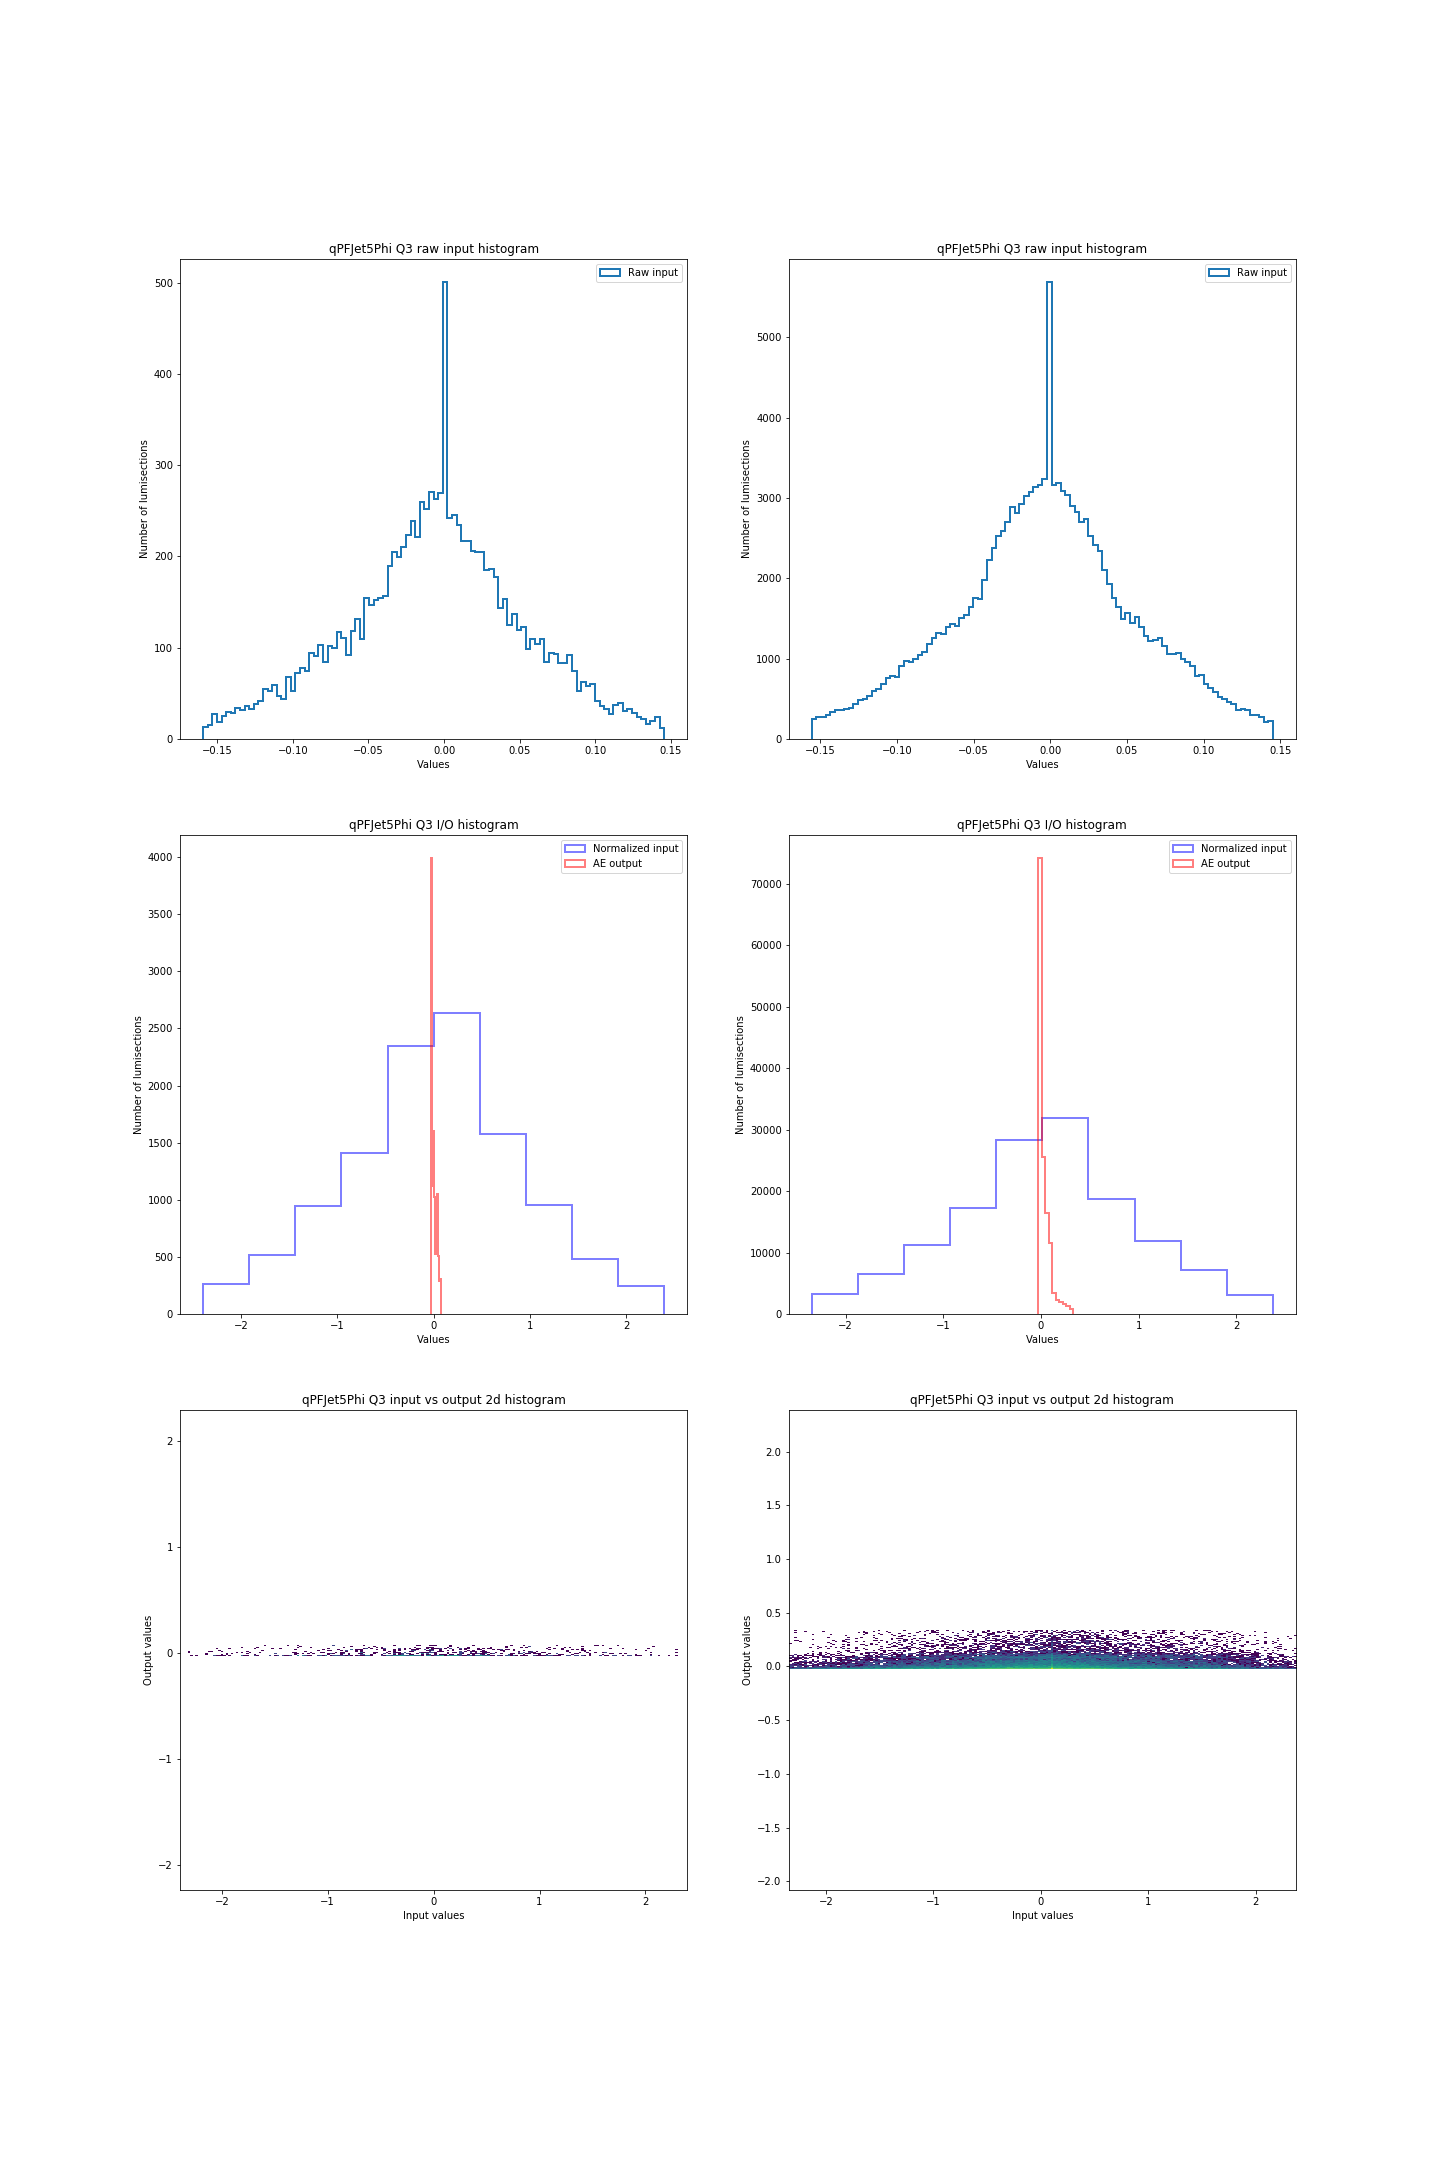 qPFJet5Phi Q3 raw input histogram
Raw input
500
400
300
200
100
0
Number of lumisections
−0.15 −0.10 −0.05 0.00 0.05 0.10 0.15
Values
qPFJet5Phi Q3 raw input histogram
Raw input
5000
4000
3000
2000
1000
0
Number of lumisections
−0.15 −0.10 −0.05 0.00 0.05 0.10 0.15
Values
qPFJet5Phi Q3 I/O histogram
Normalized input
AE output
4000
3500
3000
2500
2000
1500
1000
500
0
Number of lumisections
−2 −1 0 1 2
Values
qPFJet5Phi Q3 I/O histogram
Normalized input
AE output
70000
60000
50000
40000
30000
20000
10000
0
Number of lumisections
−2 −1 0 1 2
Values
qPFJet5Phi Q3 input vs output 2d histogram
2
1
0
−1
−2
Output values
−2 −1 0 1 2
Input values
qPFJet5Phi Q3 input vs output 2d histogram
2.0
1.5
1.0
0.5
0.0
−0.5
−1.0
−1.5
−2.0
Output values
−2 −1 0 1 2
Input values